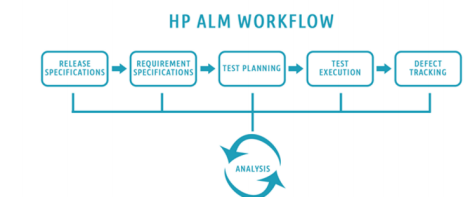 HP ALM WORKFLOW
RELEASE
SPECIFICATIONS
REQUIREMENT
SPECIFICATIONS
TEST PLANNING
TEST
EXECUTION
DEFECT
TRACKING
ANALYSIS